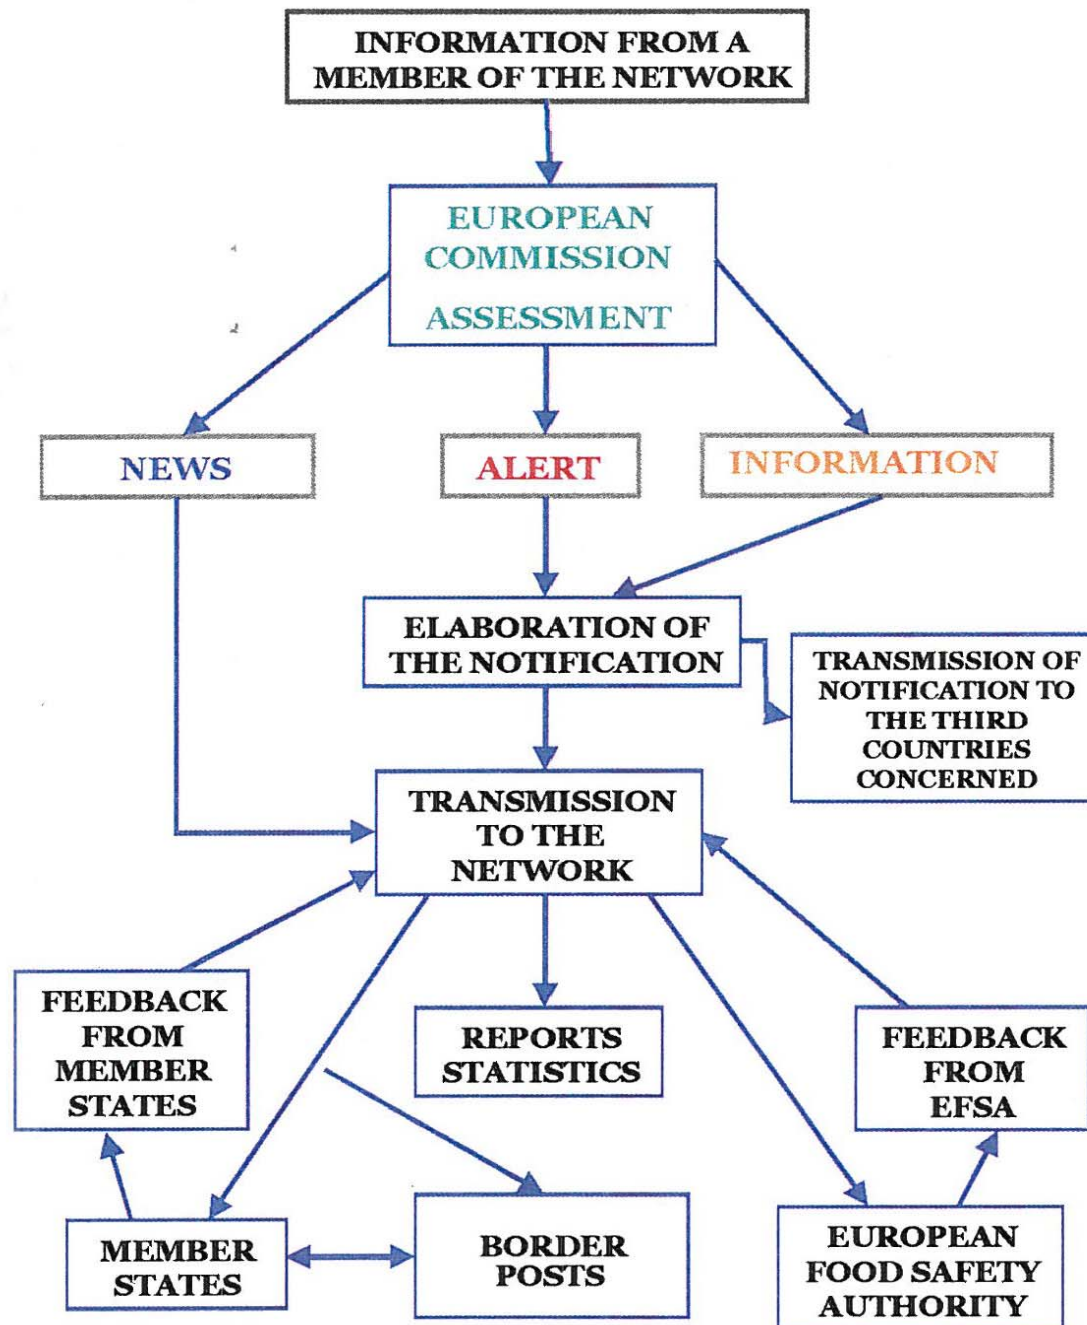 INFORMATION FROM A
MEMBER OF THE NETWORK
EUROPEAN
COMMISSION
ASSESSMENT
NEWS
ALERT
INFORMATION
ELABORATION OF
THE NOTIFICATION
TRANSMISSION OF
NOTIFICATION TO
THE THIRD
COUNTRIES
CONCERNED
TRANSMISSION
TO THE
NETWORK
FEEDBACK
FROM
MEMBER
STATES
REPORTS
STATISTICS
FEEDBACK
FROM
EFSA
MEMBER
STATES
BORDER
POSTS
EUROPEAN
FOOD SAFETY
AUTHORITY